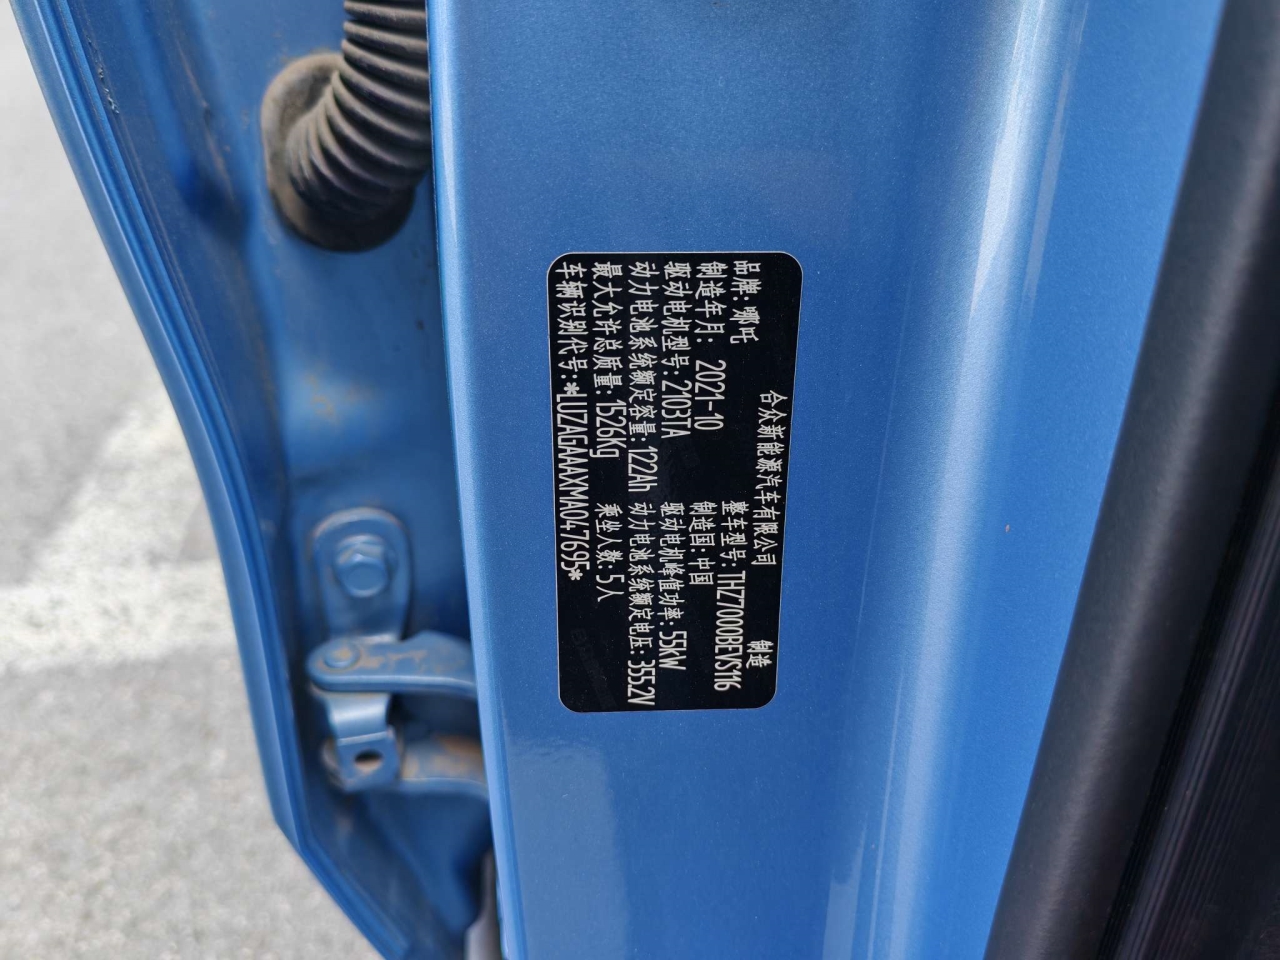 合众新能源汽车有限公司 制造
品牌:哪吒 整车型号:THZ7000BEVS116
制造年月: 2021-10 制造国:中国
驱动电机型号:2103TA 驱动电机峰值功率:55kW
动力电池系统额定容量:122Ah 动力电池系统额定电压:355.2V
最大允许总质量:1526Kg 乘坐人数:5人
车辆识别代号:*LUZAGAAAXMA047695*